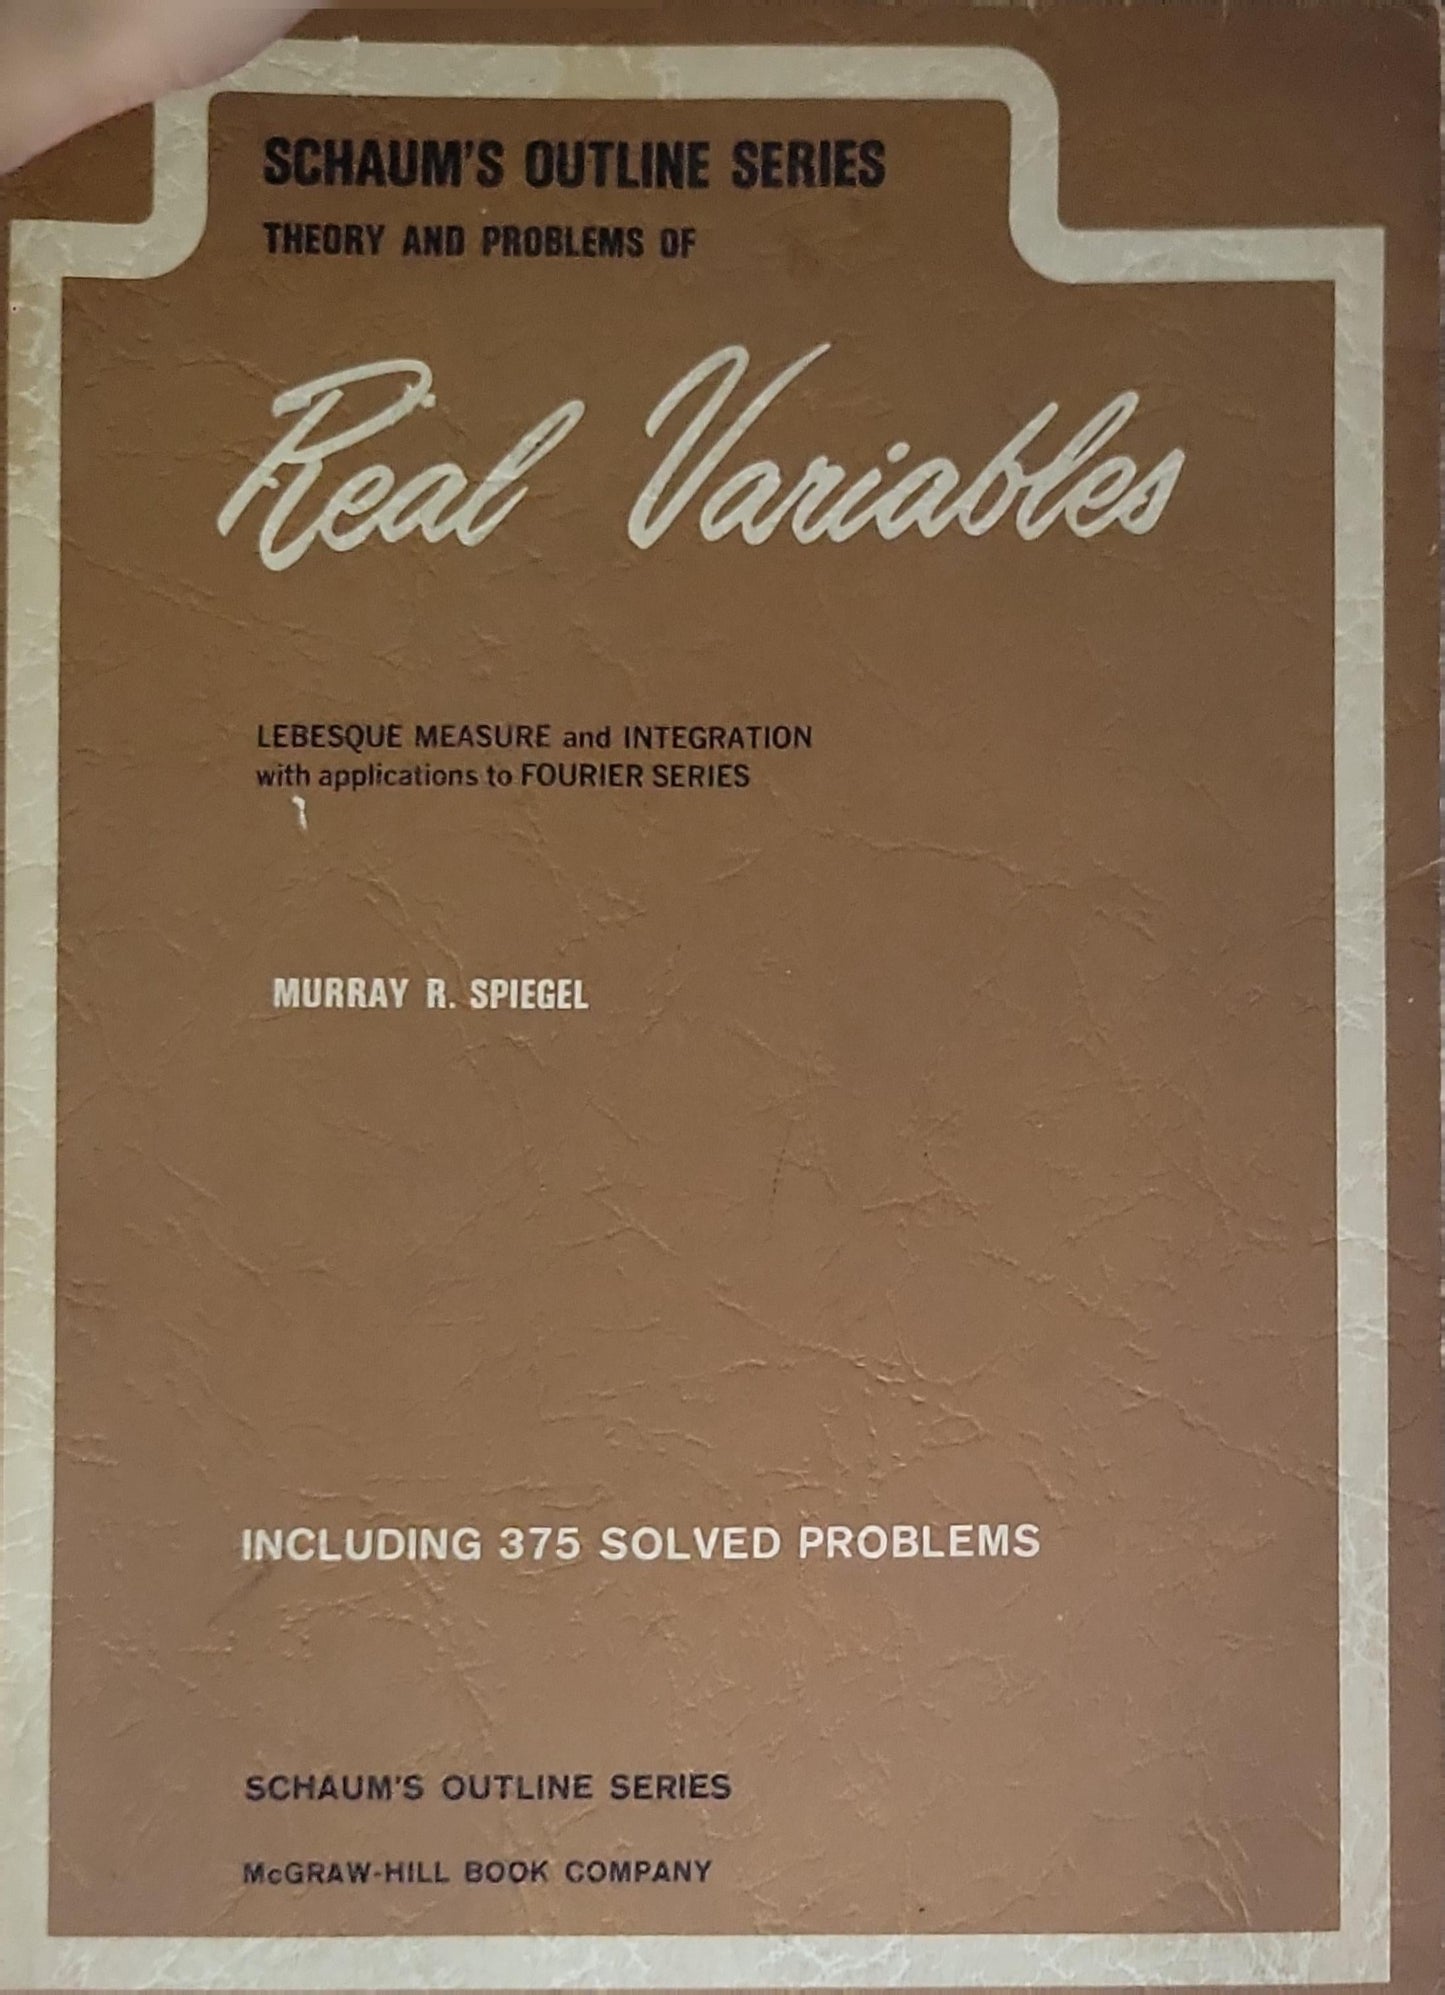 SCHAUM'S OUTLINE SERIES
THEORY AND PROBLEMS OF
Real Variables
LEBESQUE MEASURE and INTEGRATION
with applications to FOURIER SERIES
MURRAY R. SPIEGEL
INCLUDING 375 SOLVED PROBLEMS
SCHAUM'S OUTLINE SERIES
McGRAW-HILL BOOK COMPANY